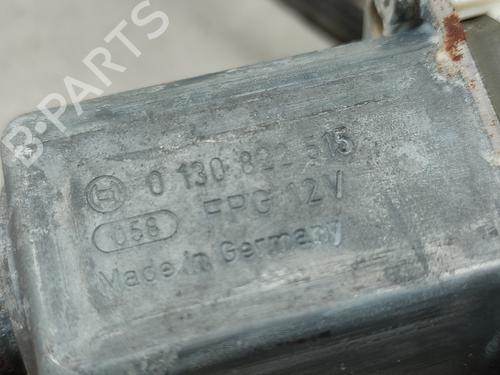 B-PARTS
0 130 822 515
058 FPG 12V
Made in Germany